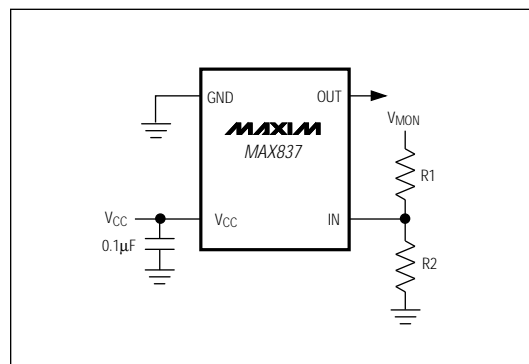 GND
OUT
MAXIM
MAX837
VMON
R1
VCC
VCC
IN
0.1µF
R2